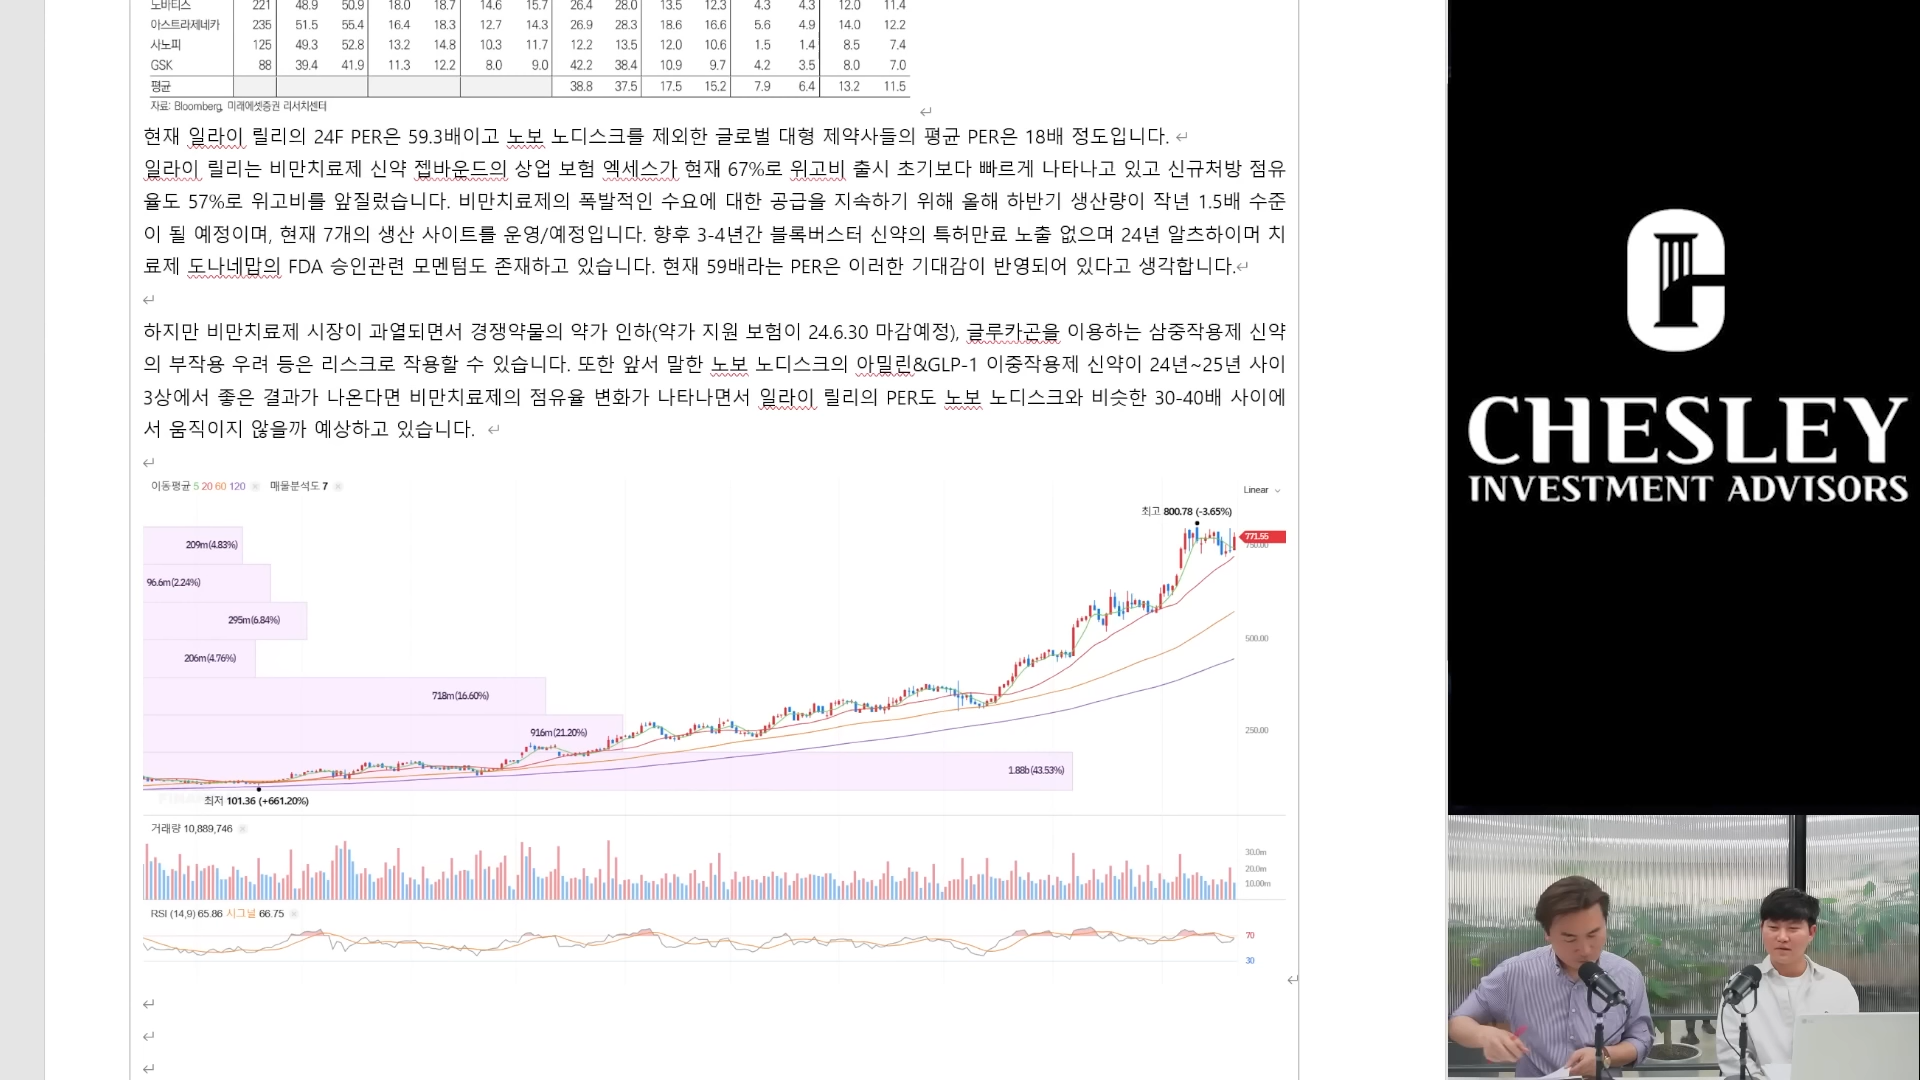 노바티스 221 48.9 50.9 18.0 18.7 14.6 15.7 26.4 28.0 13.5 12.3 4.3 4.3 12.0 11.4
아스트라제네카 235 51.5 55.4 16.4 18.3 12.7 14.3 26.9 28.3 18.6 16.6 5.6 4.9 14.0 12.2
사노피 125 49.3 52.8 13.2 14.8 10.3 11.7 12.2 13.5 12.0 10.6 1.5 1.4 8.5 7.4
GSK 88 39.4 41.9 11.3 12.2 8.0 9.0 42.2 38.4 10.9 9.7 4.2 3.5 8.0 7.0
평균 38.8 37.5 17.5 15.2 7.9 6.4 13.2 11.5
자료: Bloomberg, 미래에셋증권 리서치센터
현재 일라이 릴리의 24F PER은 59.3배이고 노보 노디스크를 제외한 글로벌 대형 제약사들의 평균 PER은 18배 정도입니다.
일라이 릴리는 비만치료제 신약 젭바운드의 상업 보험 엑세스가 현재 67%로 위고비 출시 초기보다 빠르게 나타나고 있고 신규처방 점유
율도 57%로 위고비를 앞질렀습니다. 비만치료제의 폭발적인 수요에 대한 공급을 지속하기 위해 올해 하반기 생산량이 작년 1.5배 수준
이 될 예정이며, 현재 7개의 생산 사이트를 운영/예정입니다. 향후 3-4년간 블록버스터 신약의 특허만료 노출 없으며 24년 알츠하이머 치
료제 도나네맙의 FDA 승인관련 모멘텀도 존재하고 있습니다. 현재 59배라는 PER은 이러한 기대감이 반영되어 있다고 생각합니다.
하지만 비만치료제 시장이 과열되면서 경쟁약물의 약가 인하(약가 지원 보험이 24.6.30 마감예정), 글루카곤을 이용하는 삼중작용제 신약
의 부작용 우려 등은 리스크로 작용할 수 있습니다. 또한 앞서 말한 노보 노디스크의 아밀린&GLP-1 이중작용제 신약이 24년~25년 사이
3상에서 좋은 결과가 나온다면 비만치료제의 점유율 변화가 나타나면서 일라이 릴리의 PER도 노보 노디스크와 비슷한 30-40배 사이에
서 움직이지 않을까 예상하고 있습니다.
이동평균 5 20 60 120 매물분석도 7
Linear
최고 800.78 (-3.65%)
771.55
750.00
209m(4.83%)
96.6m(2.24%)
295m(6.84%)
206m(4.76%)
500.00
718m(16.60%)
916m(21.20%)
250.00
1.88b(43.53%)
최저 101.36 (+661.20%)
거래량 10,889,746
30.0m
20.0m
10.00m
RSI (14,9) 65.86 시그널 66.75
70
30
CHESLEY
INVESTMENT ADVISORS